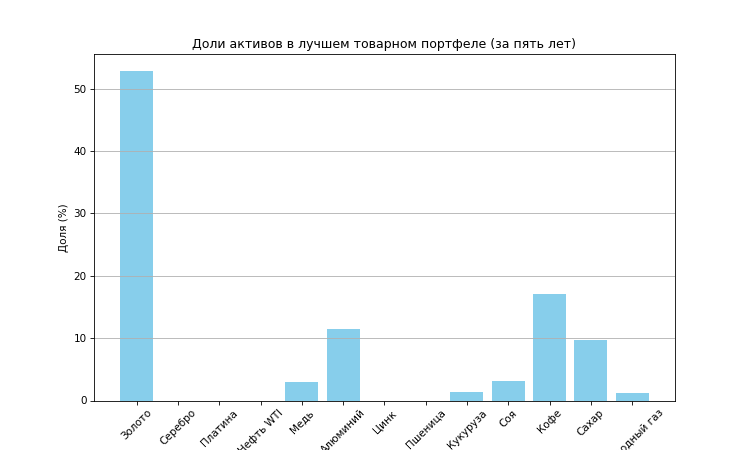 Доли активов в лучшем товарном портфеле (за пять лет)
Доля (%)
50
40
30
20
10
0
Золото
Серебро
Платина
Нефть WTI
Медь
Алюминий
Цинк
Пшеница
Кукуруза
Соя
Кофе
Сахар
газ